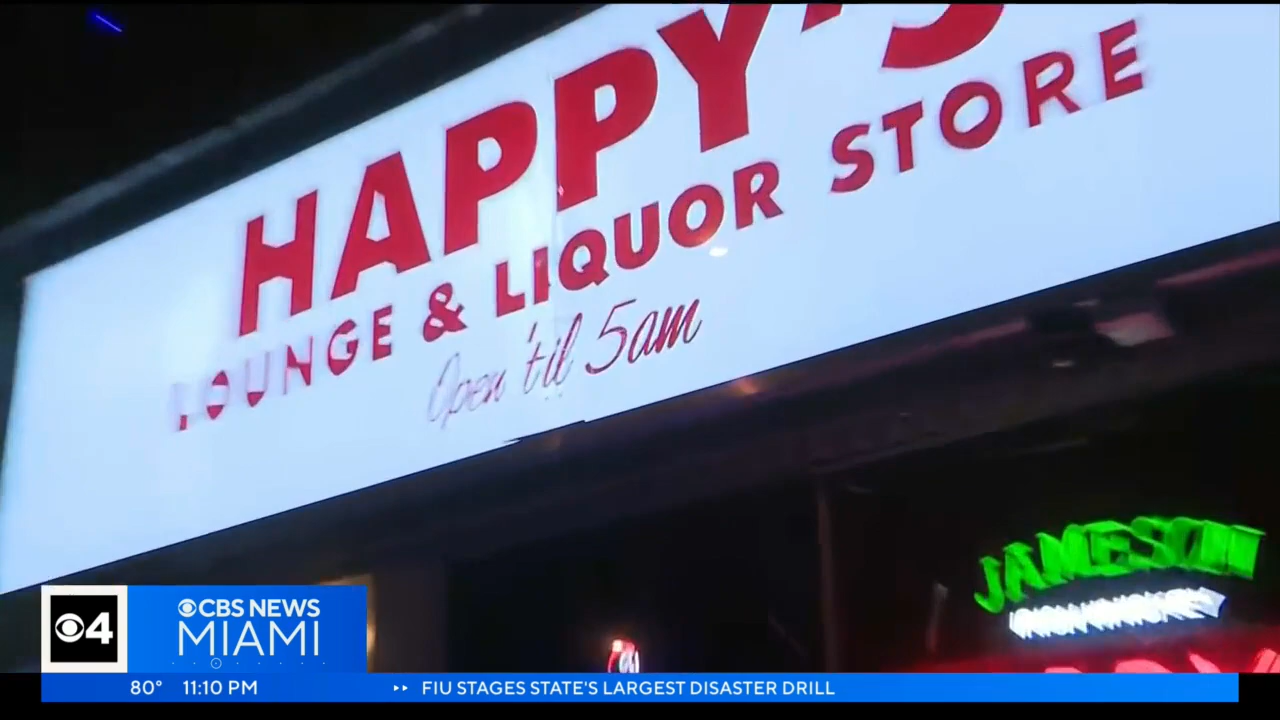 HAPPY'S
LOUNGE & LIQUOR STORE
Open 'til 5am
JAMESON
4
CBS NEWS
MIAMI
80° 11:10 PM FIU STAGES STATE'S LARGEST DISASTER DRILL